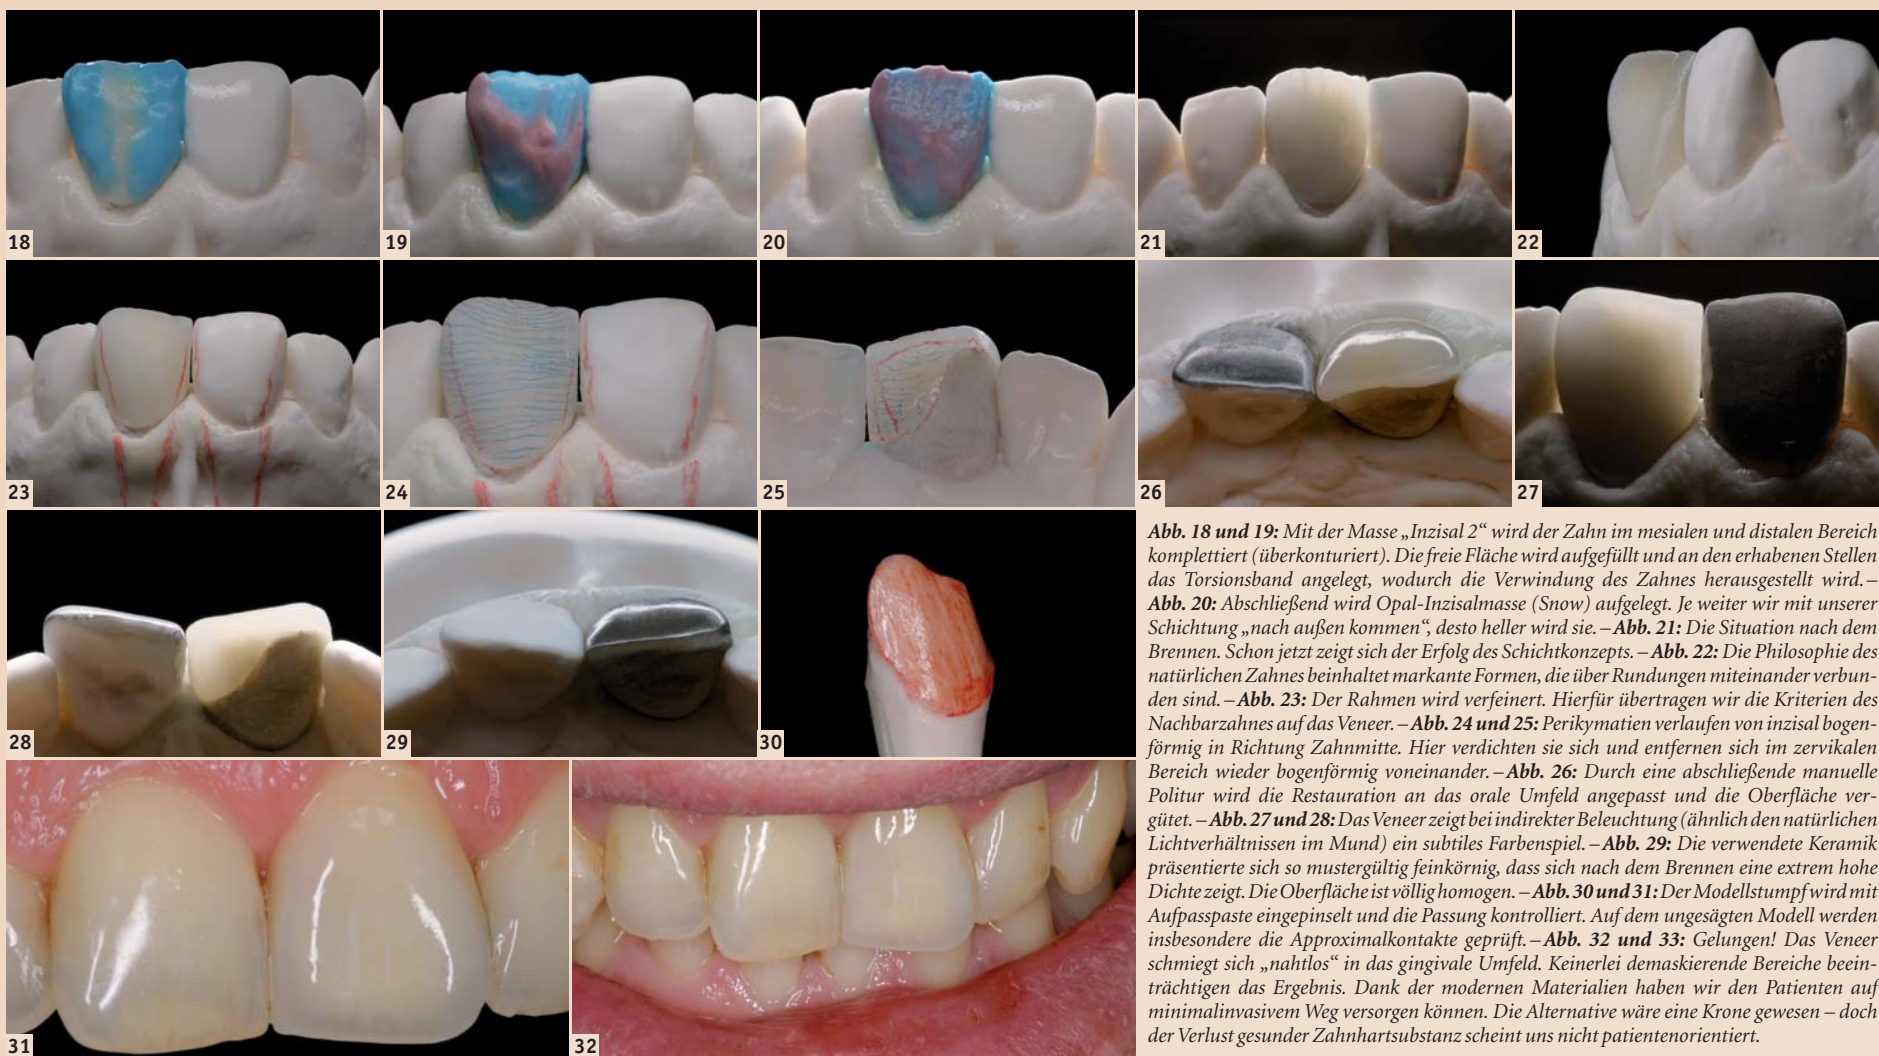 18
19
20
21
22
23
24
25
26
27
28
29
30
Abb. 18 und 19: Mit der Masse „Inzisal 2“ wird der Zahn im mesialen und distalen Bereich
komplettiert (überkonturiert). Die freie Fläche wird aufgefüllt und an den erhabenen Stellen
das Torsionsband angelegt, wodurch die Verwindung des Zahnes herausgestellt wird. –
Abb. 20: Abschließend wird Opal-Inzisalmasse (Snow) aufgelegt. Je weiter wir mit unserer
Schichtung „nach außen kommen“, desto heller wird sie. – Abb. 21: Die Situation nach dem
Brennen. Schon jetzt zeigt sich der Erfolg des Schichtkonzepts. – Abb. 22: Die Philosophie des
natürlichen Zahnes beinhaltet markante Formen, die über Rundungen miteinander verbun-
den sind. – Abb. 23: Der Rahmen wird verfeinert. Hierfür übertragen wir die Kriterien des
Nachbarzahnes auf das Veneer. – Abb. 24 und 25: Perikymatien verlaufen von inzisal bogen-
förmig in Richtung Zahnmitte. Hier verdichten sie sich und entfernen sich im zervikalen
Bereich wieder bogenförmig voneinander. – Abb. 26: Durch eine abschließende manuelle
Politur wird die Restauration an das orale Umfeld angepasst und die Oberfläche ver-
gütet. – Abb. 27 und 28: Das Veneer zeigt bei indirekter Beleuchtung (ähnlich den natürlichen
Lichtverhältnissen im Mund) ein subtiles Farbenspiel. – Abb. 29: Die verwendete Keramik
präsentierte sich so mustergültig feinkörnig, dass sich nach dem Brennen eine extrem hohe
Dichte zeigt. Die Oberfläche ist völlig homogen. – Abb. 30 und 31: Der Modellstumpf wird mit
Aufpasspaste eingepinselt und die Passung kontrolliert. Auf dem ungesägten Modell werden
insbesondere die Approximalkontakte geprüft. – Abb. 32 und 33: Gelungen! Das Veneer
schmiegt sich „nahtlos“ in das gingivale Umfeld. Keinerlei demaskierende Bereiche beein-
trächtigen das Ergebnis. Dank der modernen Materialien haben wir den Patienten auf
minimalinvasivem Weg versorgen können. Die Alternative wäre eine Krone gewesen – doch
der Verlust gesunder Zahnhartsubstanz scheint uns nicht patientenorientiert.
31
32